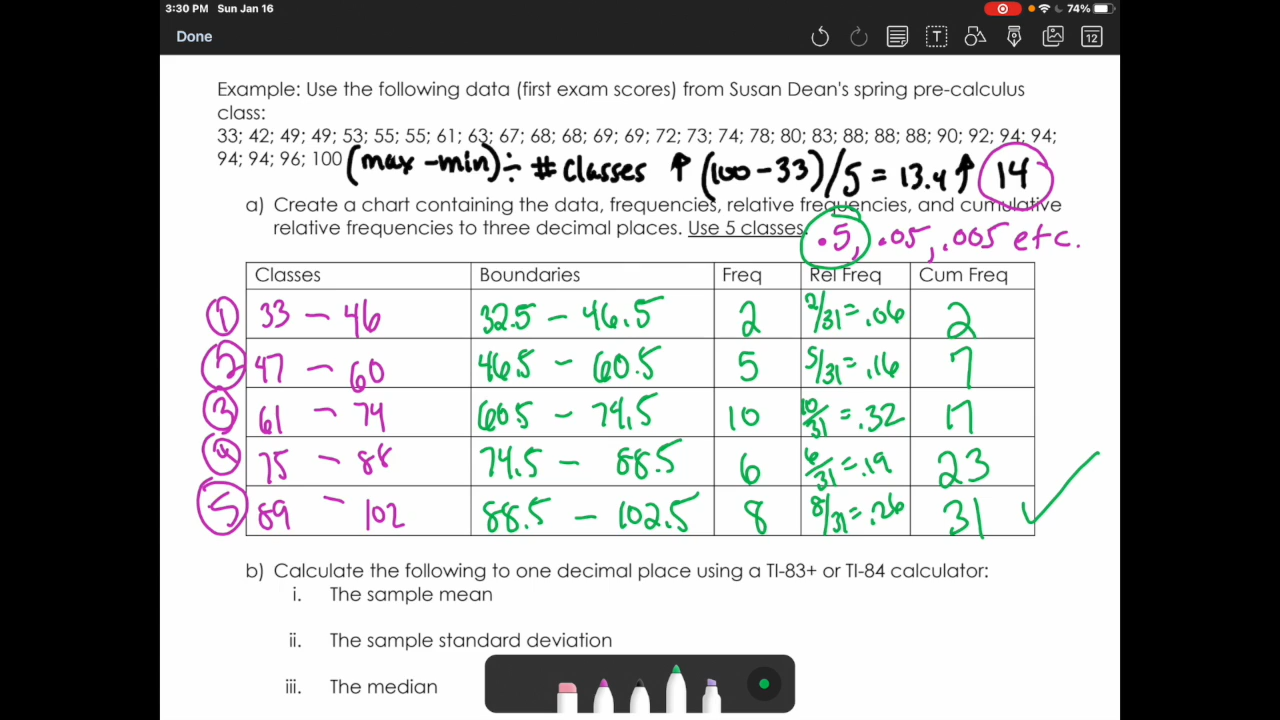 3:30 PM Sun Jan 16 74%
Done
12
Example: Use the following data (first exam scores) from Susan Dean's spring pre-calculus
class:
33; 42; 49; 49; 53; 55; 55; 61; 63; 67; 68; 68; 69; 69; 72; 73; 74; 78; 80; 83; 88; 88; 88; 90; 92; 94; 94;
94; 94; 96; 100 (max - min) ÷ # classes ↑ (100 - 33)/5 = 13.4 ↑ 14
a) Create a chart containing the data, frequencies, relative frequencies, and cumulative
relative frequencies to three decimal places. Use 5 classes.
.5, .05, .005 etc.
Classes Boundaries Freq Rel Freq Cum Freq
① 33 - 46 32.5 - 46.5 2 2/31 = .06 2
② 47 - 60 46.5 - 60.5 5 5/31 = .16 7
③ 61 - 74 60.5 - 74.5 10 10/31 = .32 17
④ 75 - 88 74.5 - 88.5 6 6/31 = .19 23
⑤ 89 - 102 88.5 - 102.5 8 8/31 = .26 31 ✓
b) Calculate the following to one decimal place using a TI-83+ or TI-84 calculator:
i. The sample mean
ii. The sample standard deviation
iii. The median